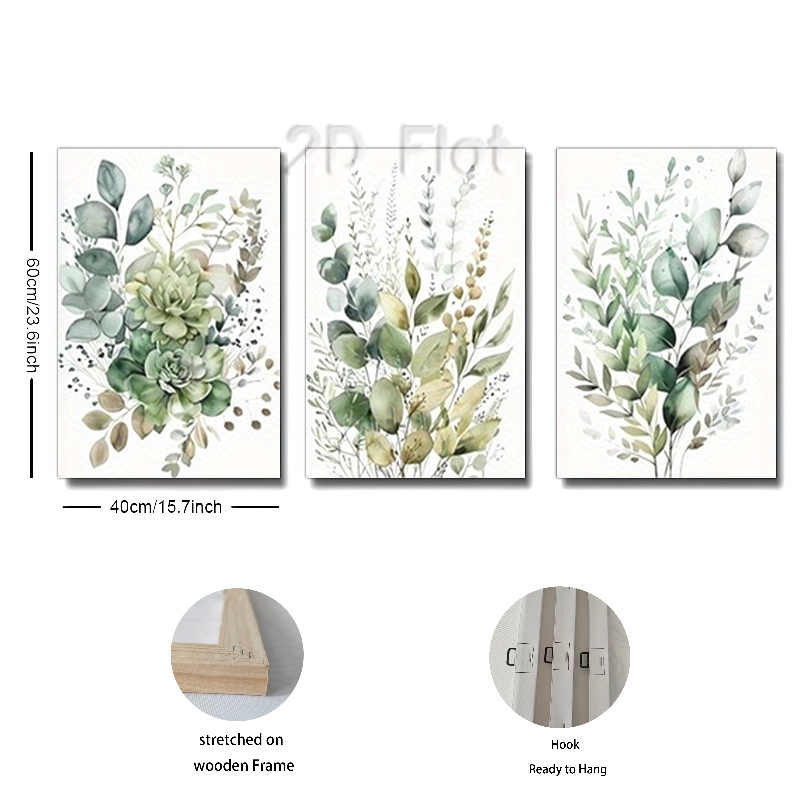 2D Flat
60cm/23.6inch
40cm/15.7inch
stretched on
wooden Frame
Hook
Ready to Hang